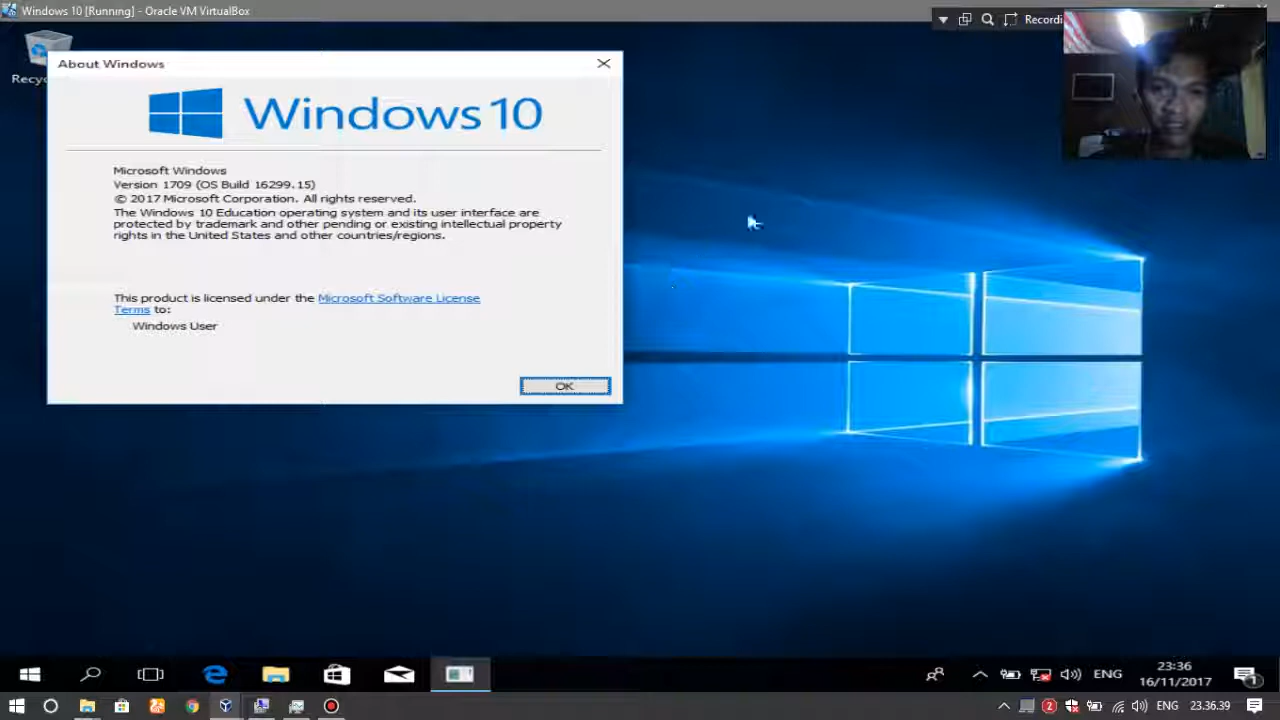 Windows 10 [Running] - Oracle VM VirtualBox
About Windows
Windows 10
Microsoft Windows
Version 1709 (OS Build 16299.15)
© 2017 Microsoft Corporation. All rights reserved.
The Windows 10 Education operating system and its user interface are
protected by trademark and other pending or existing intellectual property
rights in the United States and other countries/regions.
This product is licensed under the Microsoft Software License
Terms to:
Windows User
OK
ENG
23:36
16/11/2017
1
2
ENG
23.36.39